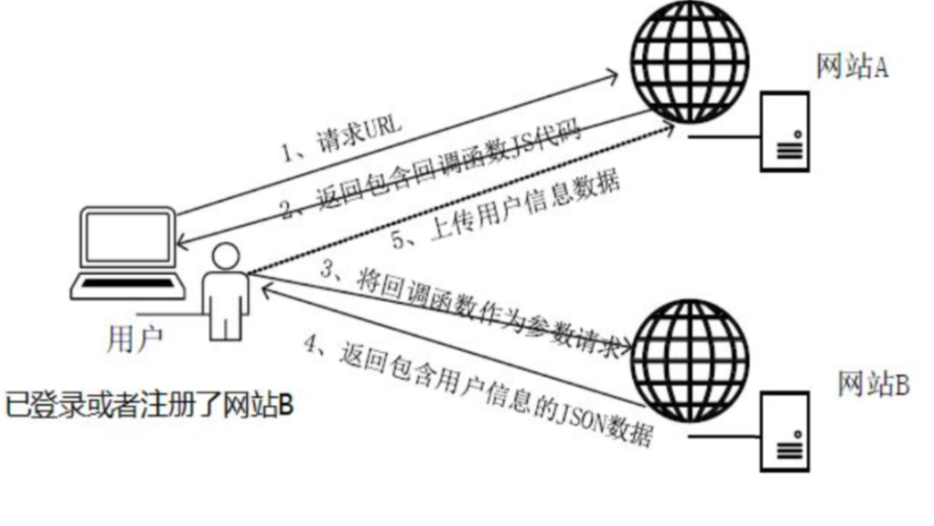 网站A
1、请求URL
2、返回包含回调函数JS代码
5、上传用户信息数据
3、将回调函数作为参数请求
用户
4、返回包含用户信息的JSON数据
网站B
已登录或者注册了网站B